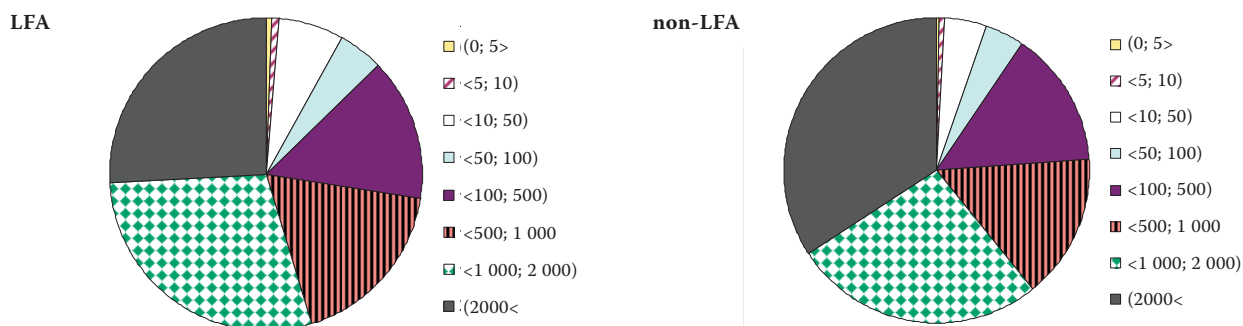 LFA
(0; 5>
<5; 10)
<10; 50)
<50; 100)
<100; 500)
<500; 1 000
<1 000; 2 000)
(2000<
non-LFA
(0; 5>
<5; 10)
<10; 50)
<50; 100)
<100; 500)
<500; 1 000
<1 000; 2 000)
(2000<